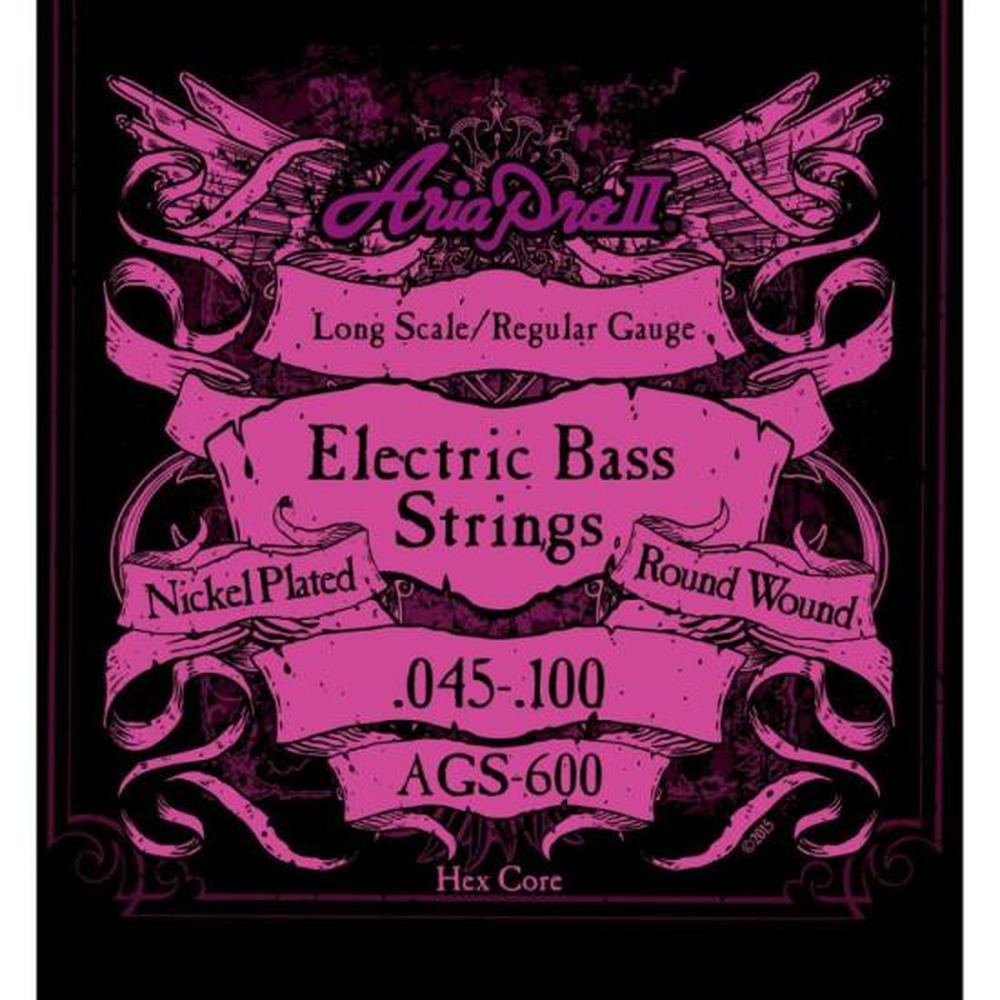 Aria Pro II
Long Scale/Regular Gauge
Electric Bass
Strings
Nickel Plated
Round Wound
.045-.100
AGS-600
©2015
Hex Core